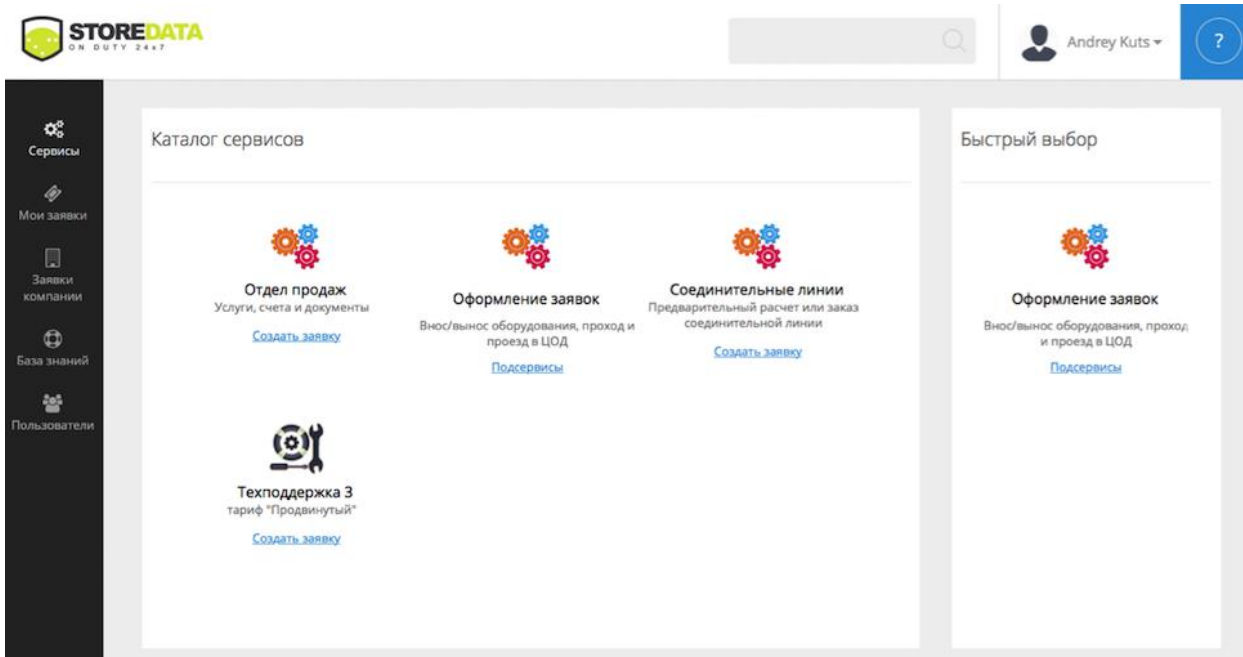 STOREDATA
ON DUTY 24x7
Andrey Kuts
?
Сервисы
Мои заявки
Заявки
компании
База знаний
Пользователи
Каталог сервисов
Отдел продаж
Услуги, счета и документы
Создать заявку
Оформление заявок
Внос/вынос оборудования, проход и
проезд в ЦОД
Подсервисы
Соединительные линии
Предварительный расчет или заказ
соединительной линии
Создать заявку
Техподдержка 3
тариф "Продвинутый"
Создать заявку
Быстрый выбор
Оформление заявок
Внос/вынос оборудования, проход
и проезд в ЦОД
Подсервисы